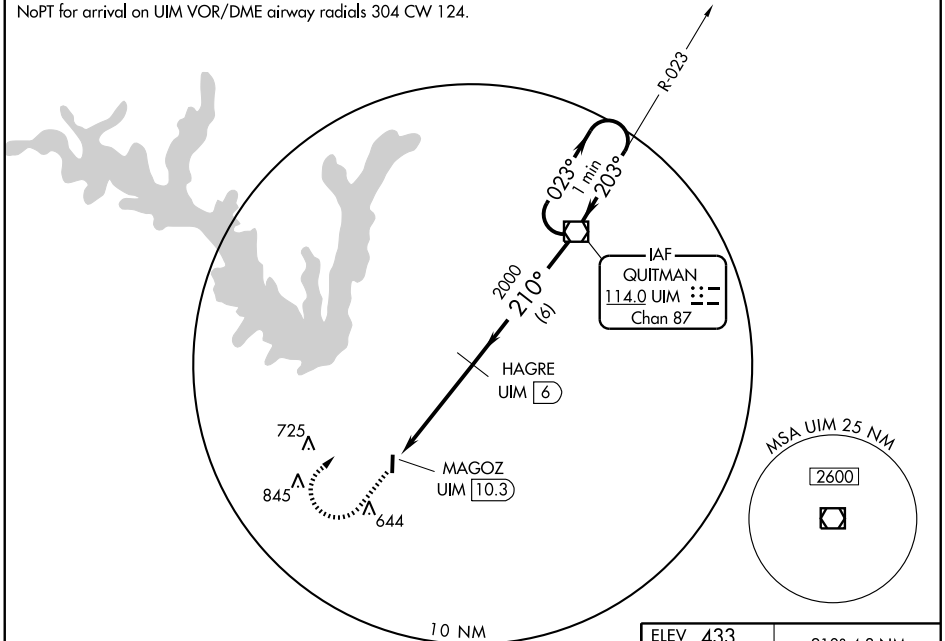 NoPT for arrival on UIM VOR/DME airway radials 304 CW 124.
R-023
023°
1 min
203°
IAF
QUITMAN
114.0 UIM
Chan 87
2000
210°
(6)
HAGRE
UIM 6
725
845
644
MAGOZ
UIM 10.3
MSA UIM 25 NM
2600
10 NM
ELEV 433